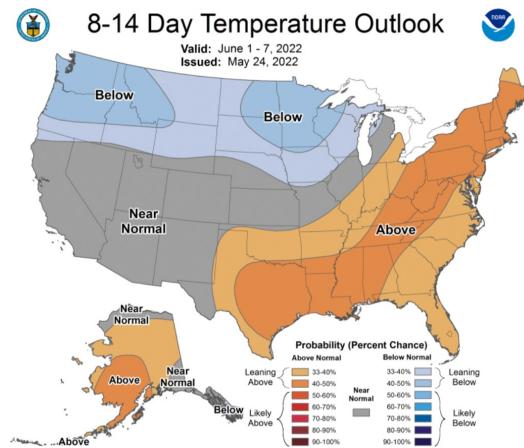 8-14 Day Temperature Outlook
noaa
Valid: June 1 - 7, 2022
Issued: May 24, 2022
Below
Below
Near
Normal
Above
Near
Normal
Above
Near
Normal
Below
Above
Probability (Percent Chance)
Above Normal
Below Normal
Leaning
Above
33-40%
40-50%
Likely
Above
50-60%
60-70%
70-80%
80-90%
90-100%
Near
Normal
33-40%
40-50%
Leaning
Below
50-60%
60-70%
70-80%
80-90%
90-100%
Likely
Below